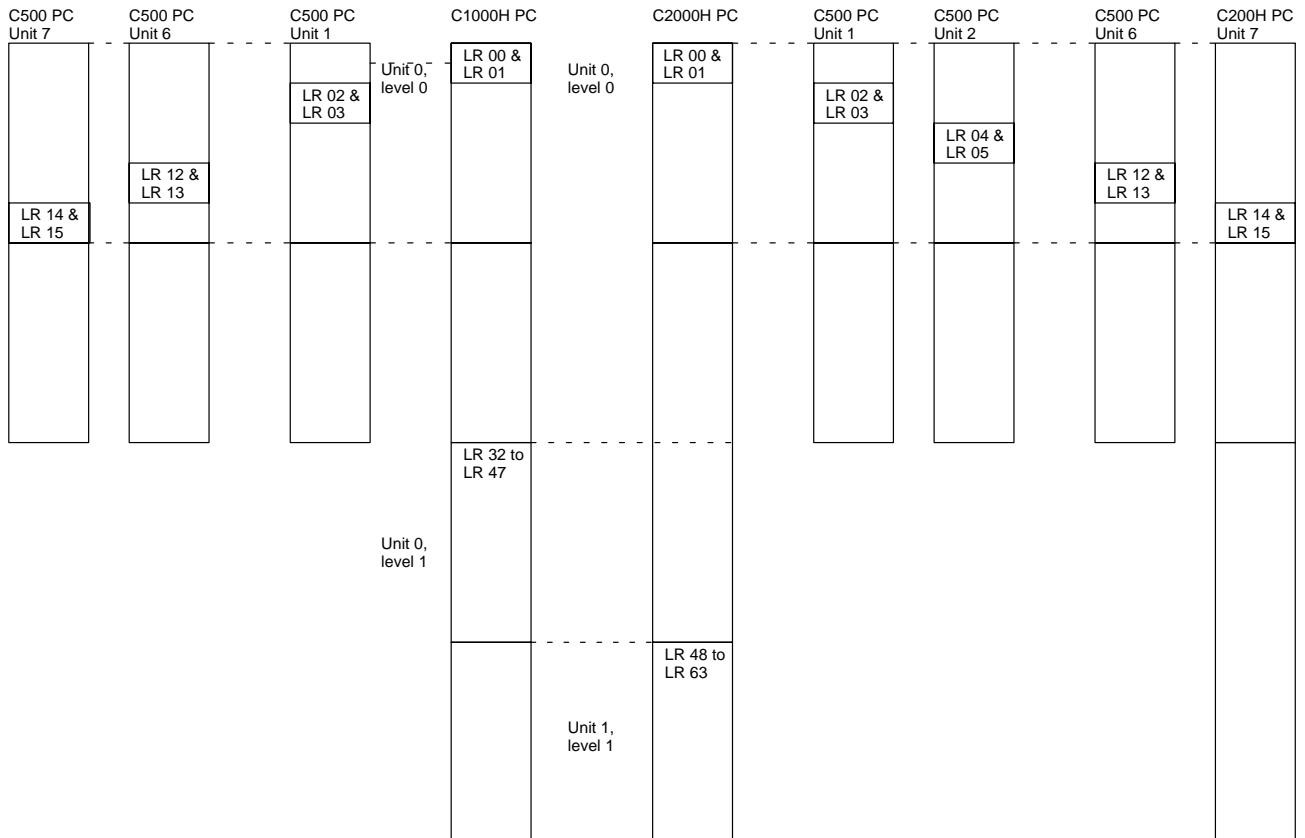 C500 PC
Unit 7
C500 PC
Unit 6
C500 PC
Unit 1
C1000H PC
C2000H PC
C500 PC
Unit 1
C500 PC
Unit 2
C500 PC
Unit 6
C200H PC
Unit 7
Unit 0,
level 0
LR 00 &
LR 01
Unit 0,
level 0
LR 00 &
LR 01
LR 02 &
LR 03
LR 02 &
LR 03
LR 04 &
LR 05
LR 12 &
LR 13
LR 12 &
LR 13
LR 14 &
LR 15
LR 14 &
LR 15
LR 32 to
LR 47
Unit 0,
level 1
LR 48 to
LR 63
Unit 1,
level 1